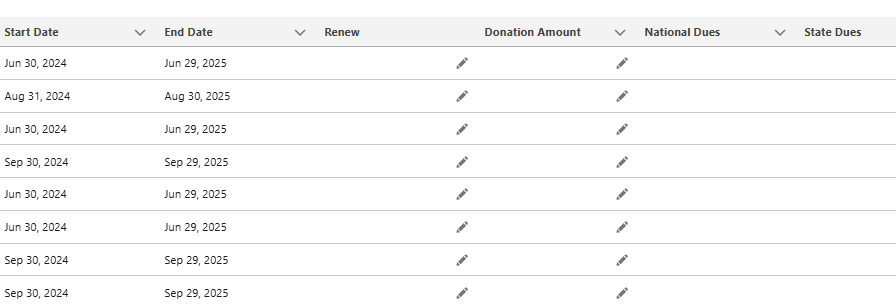 Start Date End Date Renew Donation Amount National Dues State Dues
Jun 30, 2024 Jun 29, 2025
Aug 31, 2024 Aug 30, 2025
Jun 30, 2024 Jun 29, 2025
Sep 30, 2024 Sep 29, 2025
Jun 30, 2024 Jun 29, 2025
Jun 30, 2024 Jun 29, 2025
Sep 30, 2024 Sep 29, 2025
Sep 30, 2024 Sep 29, 2025